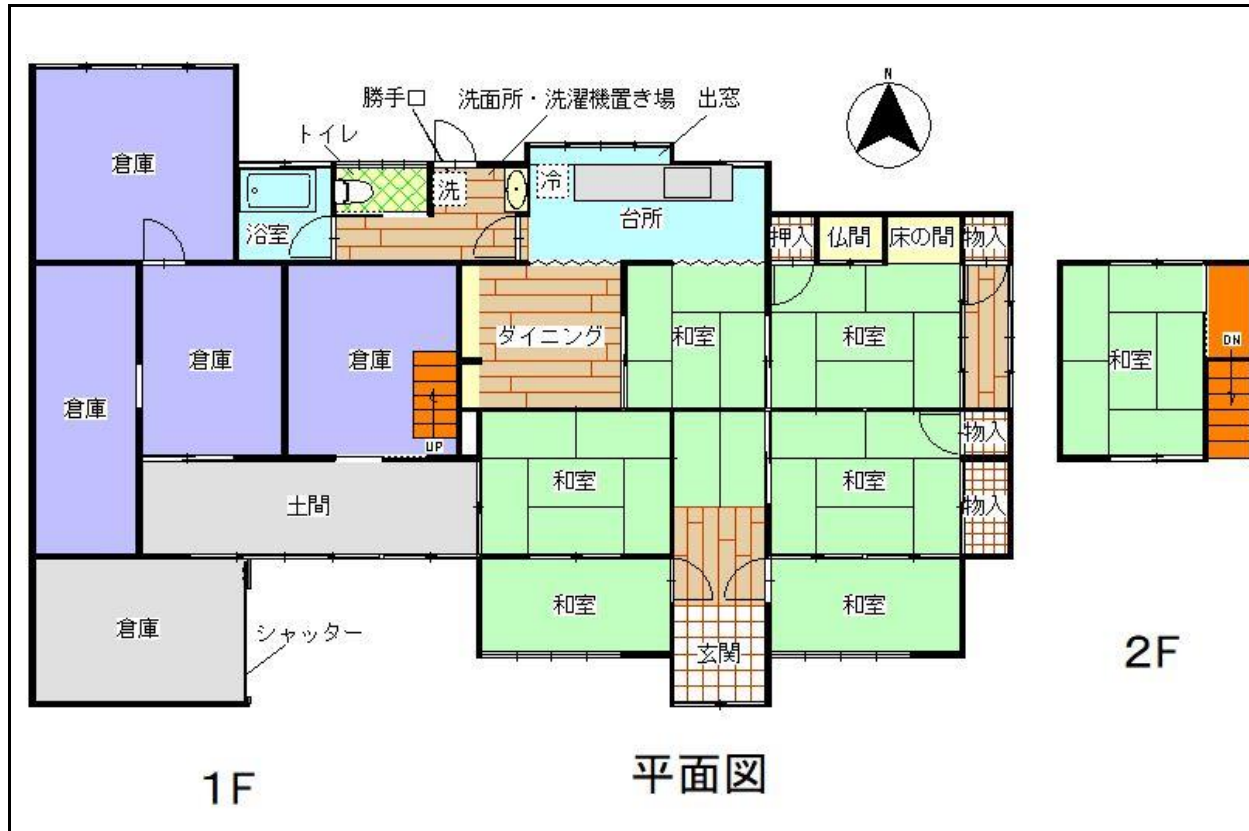 N
勝手口
洗面所・洗濯機置き場
出窓
トイレ
倉庫
洗
冷
台所
浴室
押入
仏間
床の間
物入
倉庫
倉庫
倉庫
ダイニング
和室
和室
和室
DN
UP
物入
和室
和室
物入
土間
倉庫
シャッター
和室
玄関
和室
1F
平面図
2F